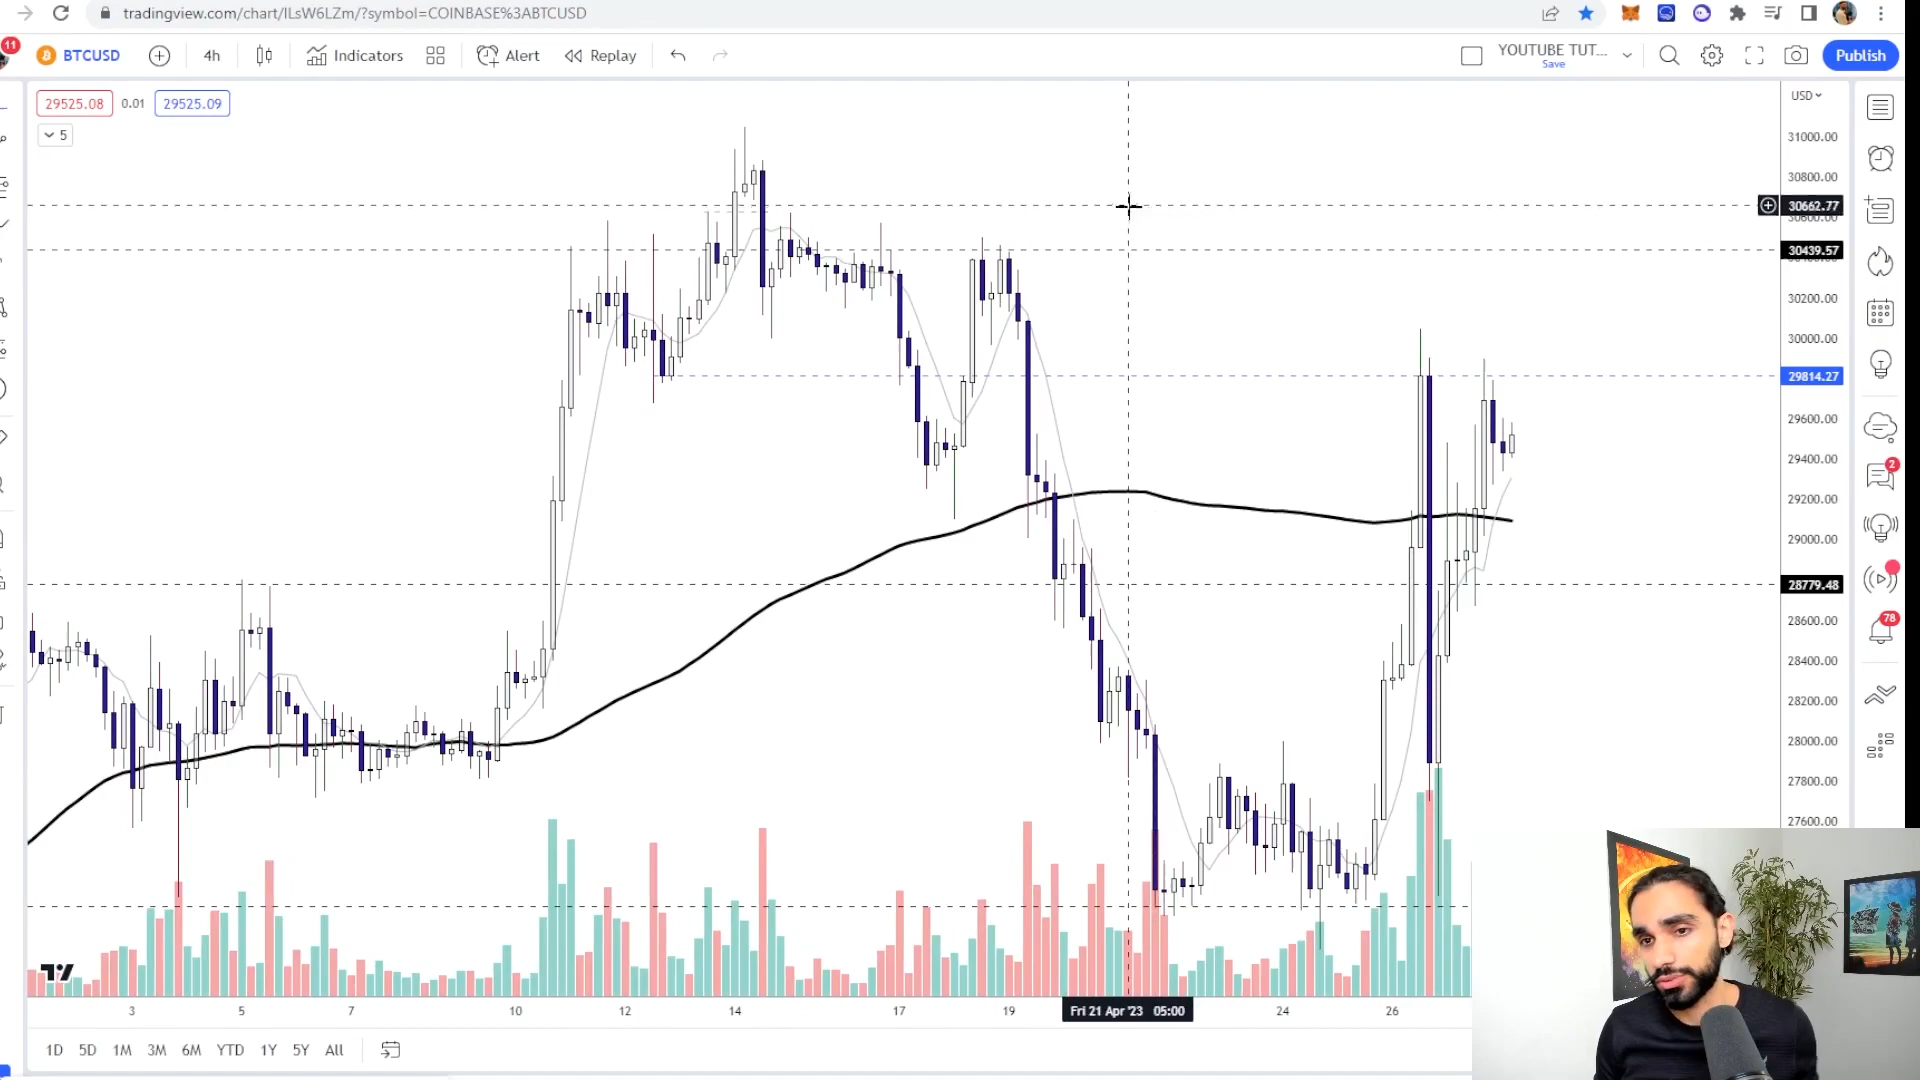 tradingview.com/chart/lLsW6LZm/?symbol=COINBASE%3ABTCUSD
11
BTCUSD
4h
Indicators
Alert
Replay
YOUTUBE TUT...
Save
Publish
29525.08
0.01
29525.09
5
USD
31000.00
30800.00
30662.77
30439.57
30200.00
30000.00
29814.27
29600.00
29400.00
29200.00
29000.00
28779.48
28600.00
28400.00
28200.00
28000.00
27800.00
27600.00
2
78
3
5
7
10
12
14
17
19
Fri 21 Apr '23 05:00
24
26
1D 5D 1M 3M 6M YTD 1Y 5Y All